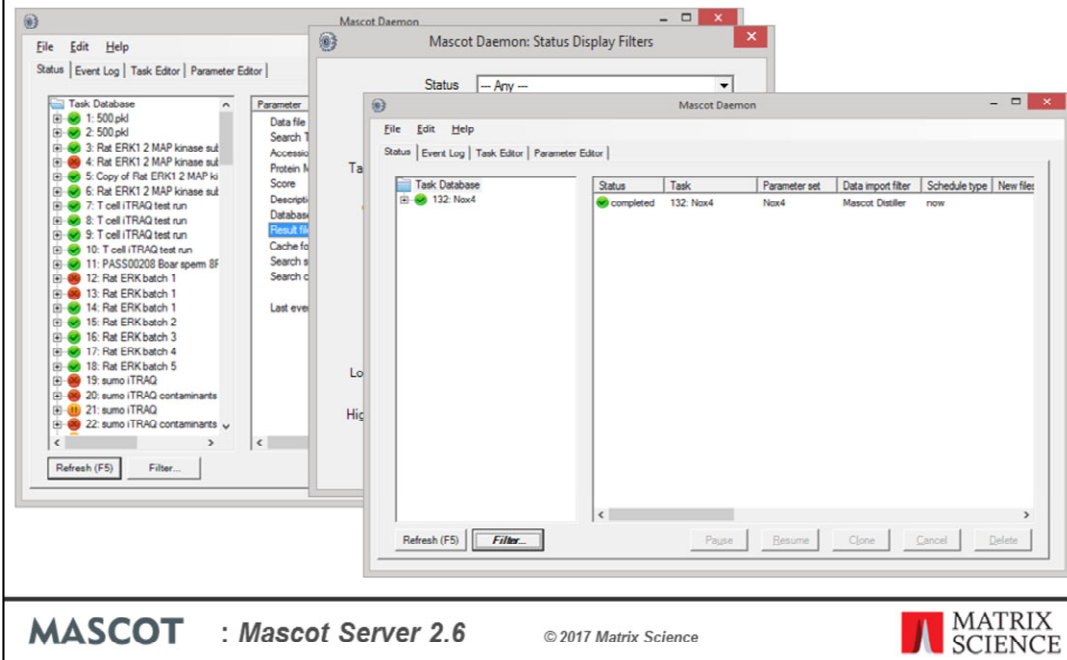 Mascot Daemon
File Edit Help
Status Event Log Task Editor Parameter Editor
Task Database
1: 500.pkl
2: 500.pkl
3: Rat ERK1 2 MAP kinase sub
4: Rat ERK1 2 MAP kinase sub
5: Copy of Rat ERK1 2 MAP ki
6: Rat ERK1 2 MAP kinase sub
7: T cell iTRAQ test run
8: T cell iTRAQ test run
9: T cell iTRAQ test run
10: T cell iTRAQ test run
11: PASS00208 Boar sperm 8F
12: Rat ERK batch 1
13: Rat ERK batch 1
14: Rat ERK batch 1
15: Rat ERK batch 2
16: Rat ERK batch 3
17: Rat ERK batch 4
18: Rat ERK batch 5
19: sumo iTRAQ
20: sumo iTRAQ contaminants
21: sumo iTRAQ
22: sumo iTRAQ contaminants
Parameter
Data file
Search T
Accessio
Protein M
Score
Descripti
Database
Result file
Cache fo
Search s
Search c
Last even
Refresh (F5) Filter...
Mascot Daemon: Status Display Filters
Status --- Any ---
Ta
Lo
Hig
Mascot Daemon
File Edit Help
Status Event Log Task Editor Parameter Editor
Task Database
132: Nox4
Status Task Parameter set Data import filter Schedule type New files
completed 132: Nox4 Nox4 Mascot Distiller now
Refresh (F5) Filter... Pause Resume Clone Cancel Delete
MASCOT : Mascot Server 2.6 © 2017 Matrix Science
MATRIX
SCIENCE